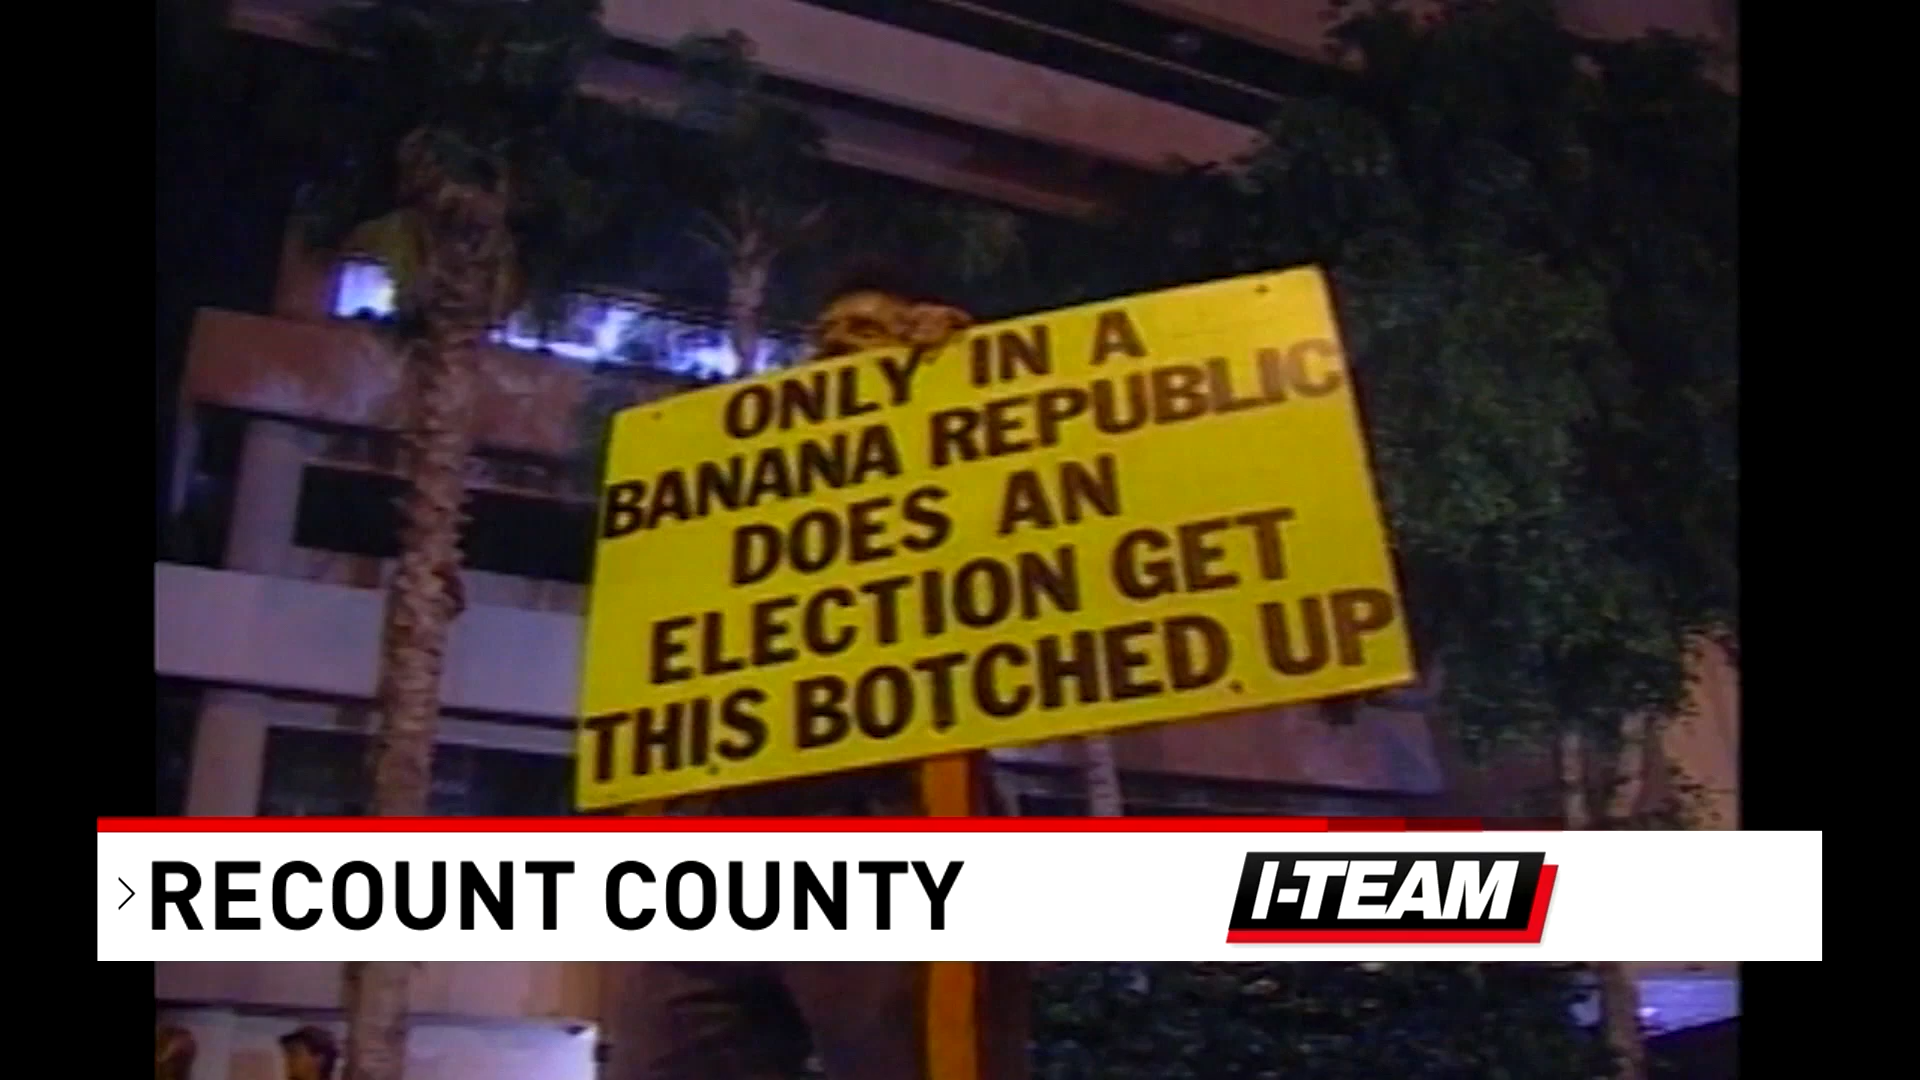 ONLY IN A
BANANA REPUBLIC
DOES AN
ELECTION GET
THIS BOTCHED UP
RECOUNT COUNTY
I-TEAM